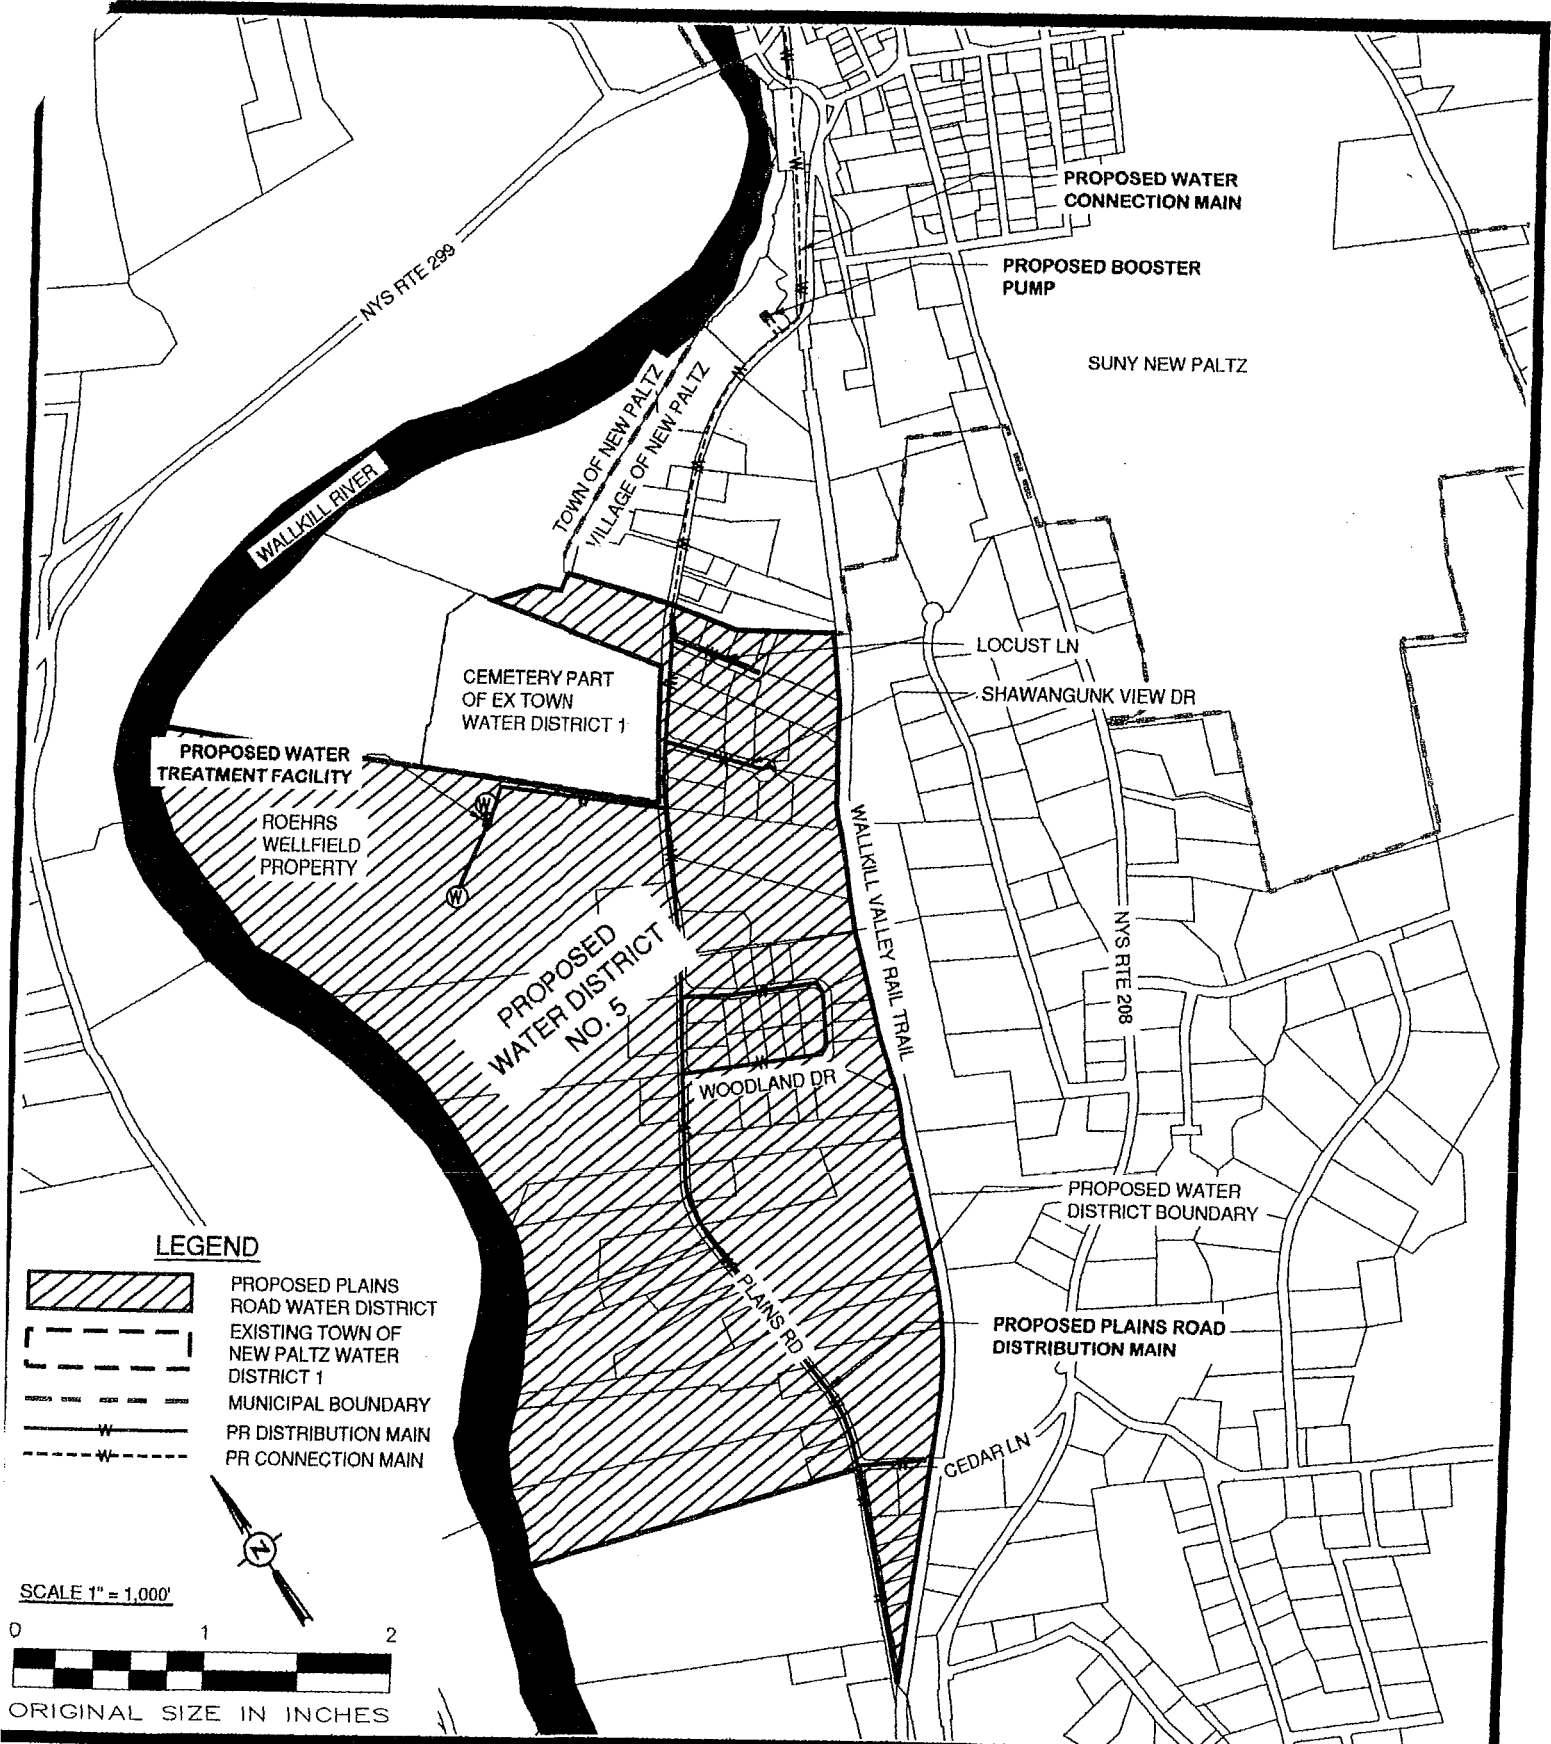 PROPOSED WATER
CONNECTION MAIN
NYS RTE 299
PROPOSED BOOSTER
PUMP
SUNY NEW PALTZ
TOWN OF NEW PALTZ
VILLAGE OF NEW PALTZ
WALLKILL RIVER
LOCUST LN
CEMETERY PART
OF EX TOWN
WATER DISTRICT 1
SHAWANGUNK VIEW DR
PROPOSED WATER
TREATMENT FACILITY
ROEHRS
WELLFIELD
PROPERTY
W
W
WALLKILL VALLEY RAIL TRAIL
NYS RTE 208
PROPOSED
WATER DISTRICT
NO. 5
WOODLAND DR
PROPOSED WATER
DISTRICT BOUNDARY
PLAINS RD
PROPOSED PLAINS ROAD
DISTRIBUTION MAIN
CEDAR LN
LEGEND
PROPOSED PLAINS
ROAD WATER DISTRICT
EXISTING TOWN OF
NEW PALTZ WATER
DISTRICT 1
MUNICIPAL BOUNDARY
W PR DISTRIBUTION MAIN
W PR CONNECTION MAIN
Z
SCALE 1" = 1,000'
0 1 2
ORIGINAL SIZE IN INCHES